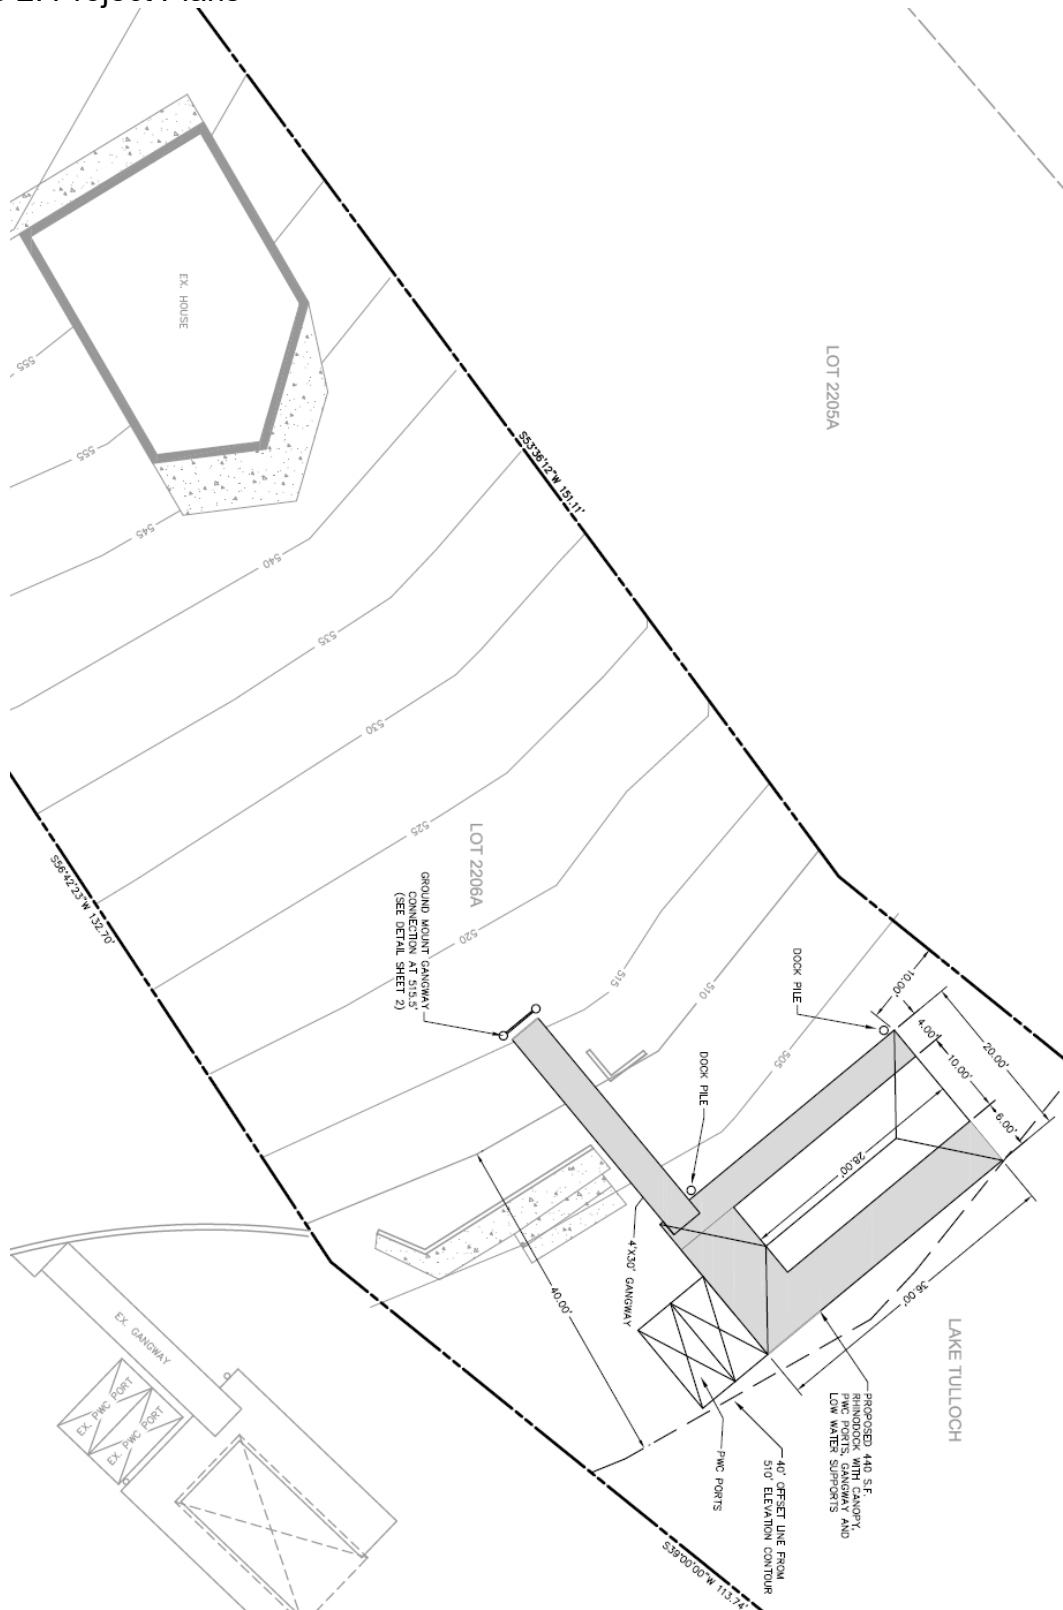 EX. HOUSE
LOT 2205A
S53°36'12"W 151.11'
555
555
545
540
535
530
525
520
515
510
505
LOT 2206A
S56°42'23"W 132.70'
GROUND MOUNT GANGWAY
CONNECTION AT 515.5'
(SEE DETAIL SHEET 2)
DOCK PILE
DOCK PILE
10.00'
4.00'
20.00'
10.00'
6.00'
28.00'
36.00'
4'X30' GANGWAY
40.00'
LAKE TULLOCH
PROPOSED 440 S.F.
RHINODOCK WITH CANOPY,
PWC PORTS, GANGWAY AND
LOW WATER SUPPORTS
PWC PORTS
40' OFFSET LINE FROM
510' ELEVATION CONTOUR
EX. GANGWAY
EX. PWC PORT
EX. PWC PORT
S39°00'00"W 113.74'